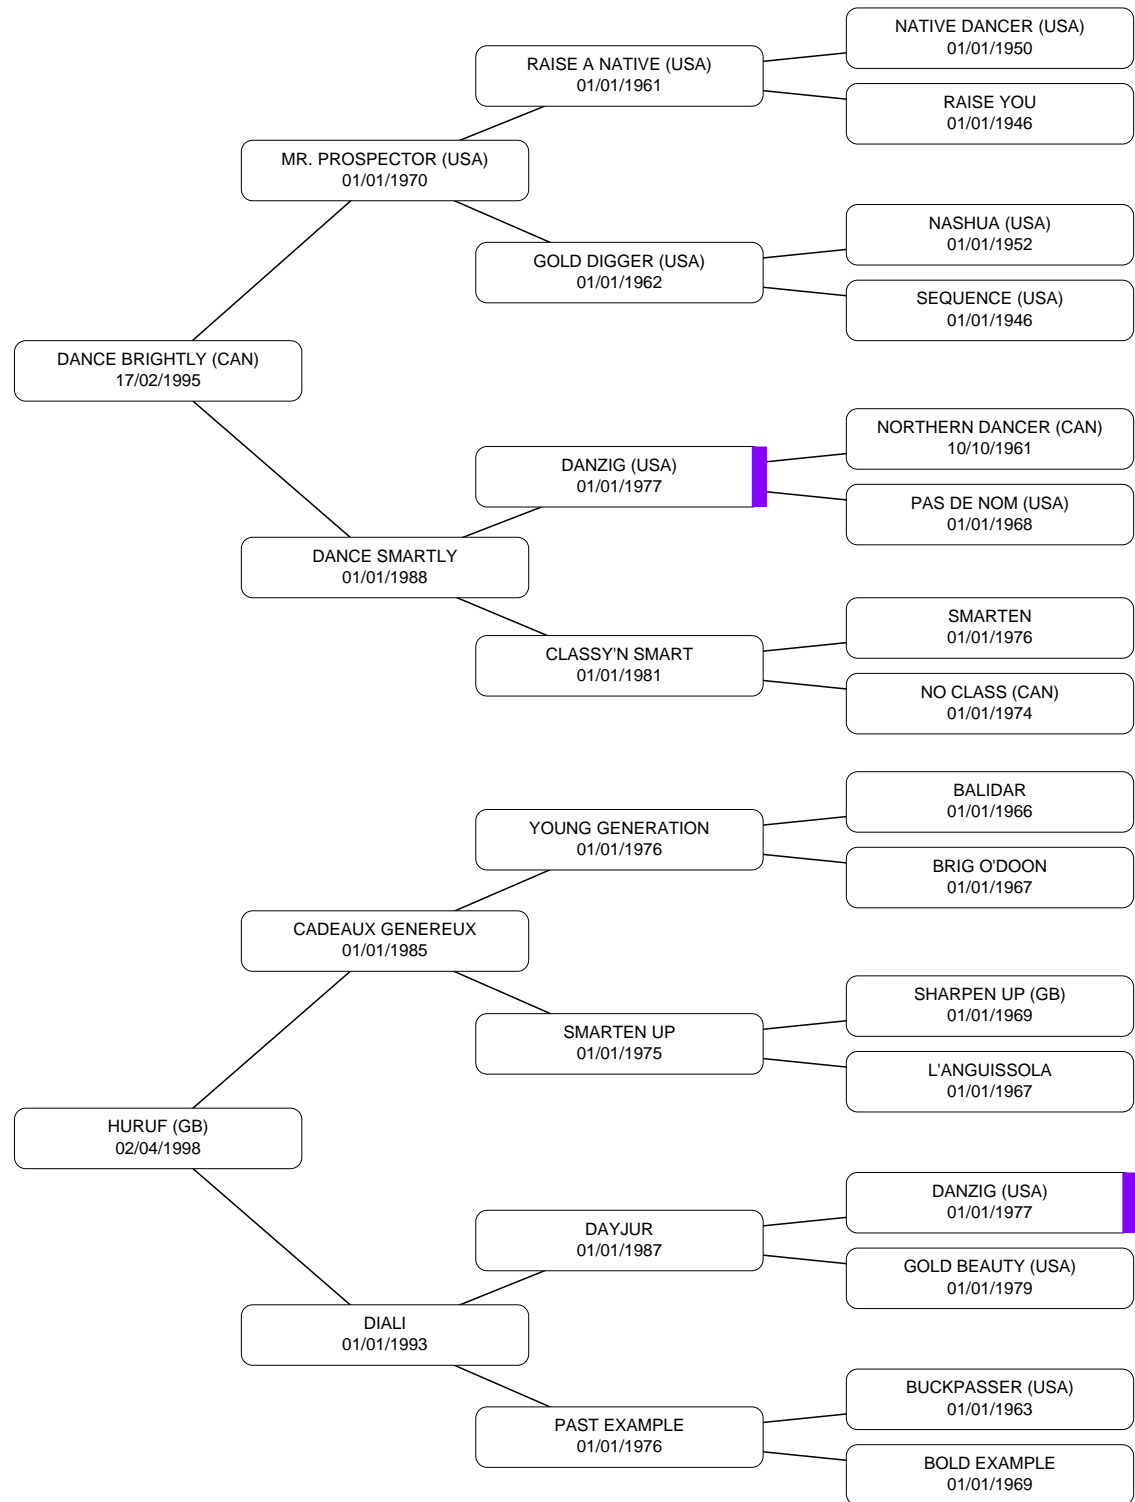 NATIVE DANCER (USA)
01/01/1950
RAISE A NATIVE (USA)
01/01/1961
RAISE YOU
01/01/1946
MR. PROSPECTOR (USA)
01/01/1970
NASHUA (USA)
01/01/1952
GOLD DIGGER (USA)
01/01/1962
SEQUENCE (USA)
01/01/1946
DANCE BRIGHTLY (CAN)
17/02/1995
NORTHERN DANCER (CAN)
10/10/1961
DANZIG (USA)
01/01/1977
PAS DE NOM (USA)
01/01/1968
DANCE SMARTLY
01/01/1988
SMARTEN
01/01/1976
CLASSY'N SMART
01/01/1981
NO CLASS (CAN)
01/01/1974
BALIDAR
01/01/1966
YOUNG GENERATION
01/01/1976
BRIG O'DOON
01/01/1967
CADEAUX GENEREUX
01/01/1985
SHARPEN UP (GB)
01/01/1969
SMARTEN UP
01/01/1975
L'ANGUISSOLA
01/01/1967
HURUF (GB)
02/04/1998
DANZIG (USA)
01/01/1977
DAYJUR
01/01/1987
GOLD BEAUTY (USA)
01/01/1979
DIALI
01/01/1993
BUCKPASSER (USA)
01/01/1963
PAST EXAMPLE
01/01/1976
BOLD EXAMPLE
01/01/1969